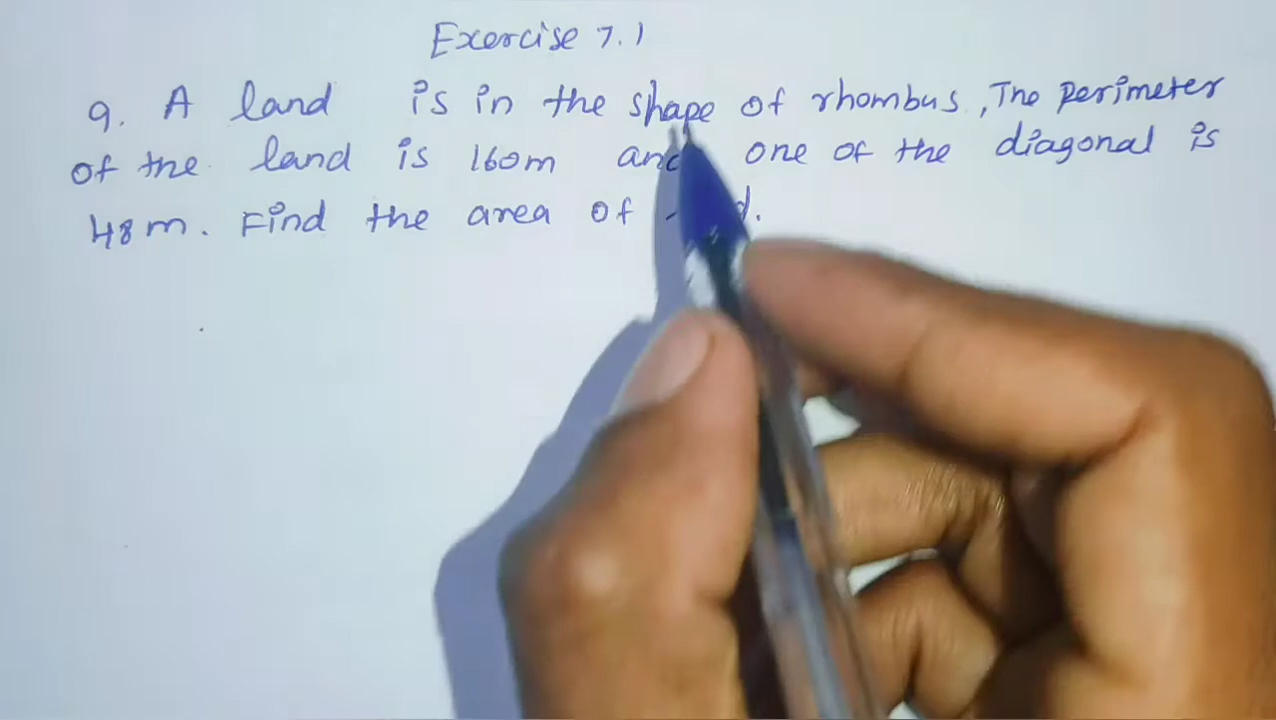 Exercise 7.1
9. A land is in the shape of rhombus, The perimeter
of the land is 160m and one of the diagonal is
48m. Find the area of